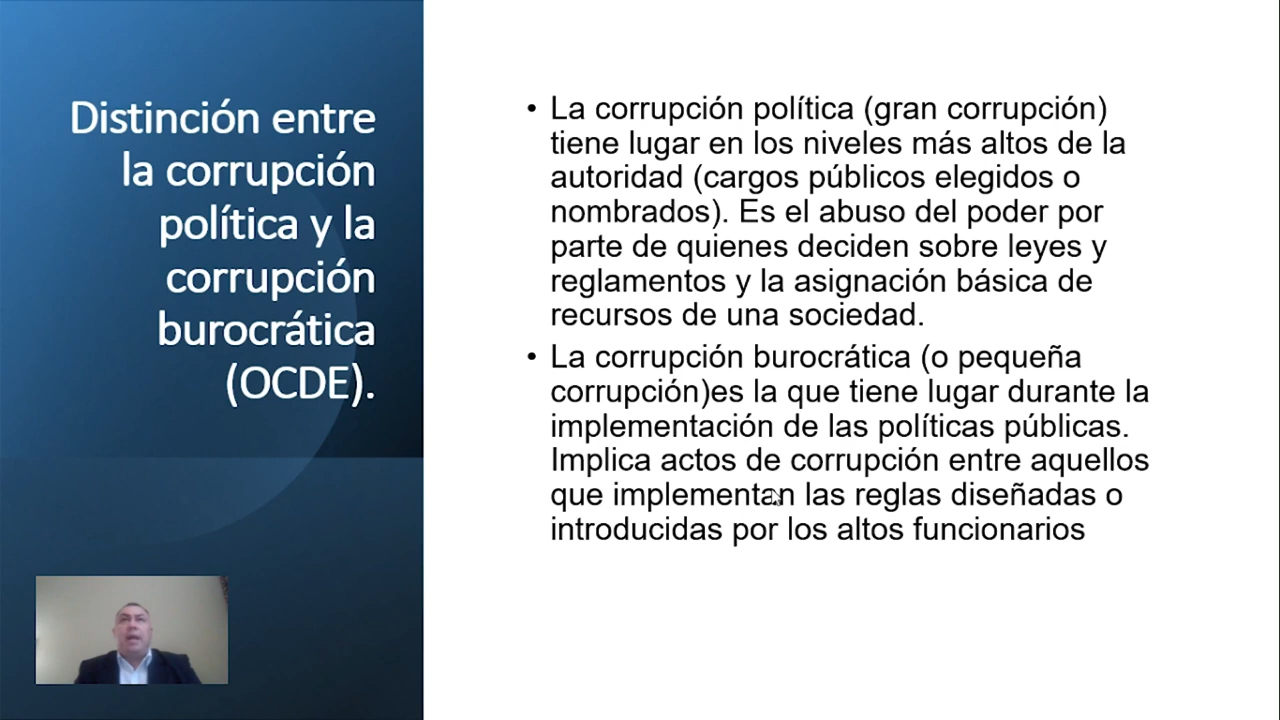 Distinción entre
la corrupción
política y la
corrupción
burocrática
(OCDE).
• La corrupción política (gran corrupción)
tiene lugar en los niveles más altos de la
autoridad (cargos públicos elegidos o
nombrados). Es el abuso del poder por
parte de quienes deciden sobre leyes y
reglamentos y la asignación básica de
recursos de una sociedad.
• La corrupción burocrática (o pequeña
corrupción)es la que tiene lugar durante la
implementación de las políticas públicas.
Implica actos de corrupción entre aquellos
que implementan las reglas diseñadas o
introducidas por los altos funcionarios